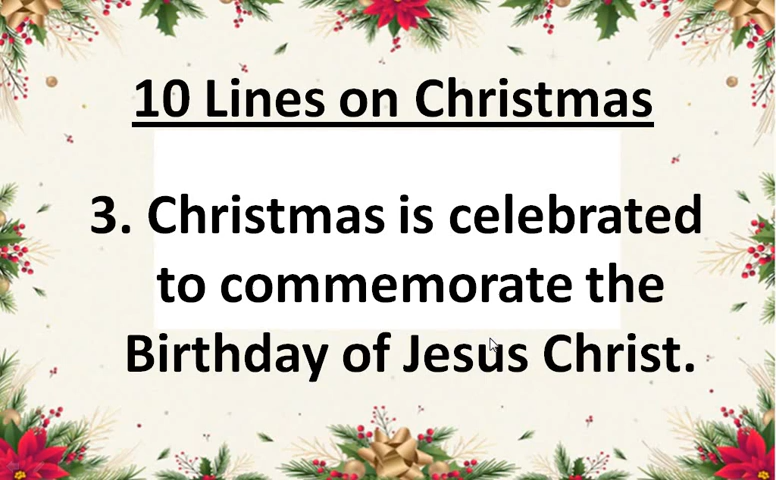 10 Lines on Christmas
3. Christmas is celebrated
to commemorate the
Birthday of Jesus Christ.